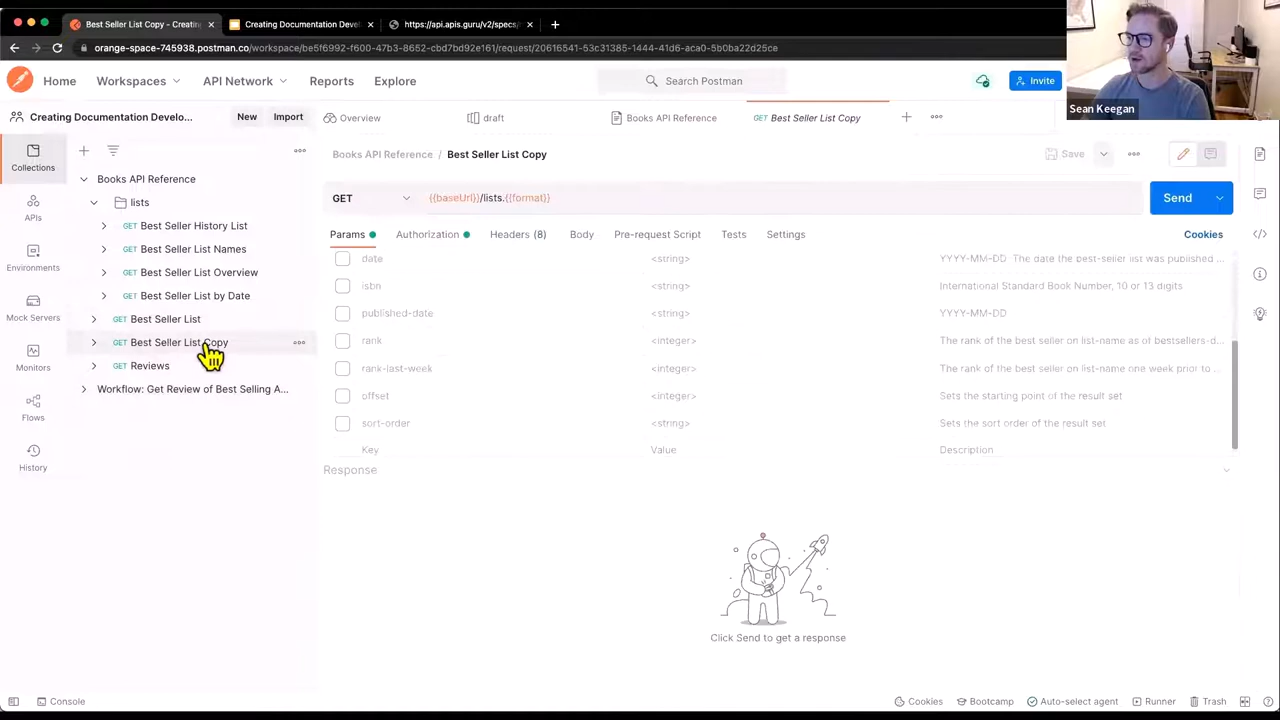 Best Seller List Copy - Creating
Creating Documentation Devel
https://api.apis.guru/v2/specs/
orange-space-745938.postman.co/workspace/be5f6992-f600-47b3-8652-cbd7bd92e161/request/20616541-53c31385-1444-41d6-aca0-5b0ba22d25ce
Home
Workspaces
API Network
Reports
Explore
Search Postman
Invite
Sean Keegan
Creating Documentation Develo...
New
Import
Overview
draft
Books API Reference
GET Best Seller List Copy
Collections
APIs
Environments
Mock Servers
Monitors
Flows
History
Books API Reference
lists
GET Best Seller History List
GET Best Seller List Names
GET Best Seller List Overview
GET Best Seller List by Date
GET Best Seller List
GET Best Seller List Copy
GET Reviews
Workflow: Get Review of Best Selling A...
Books API Reference / Best Seller List Copy
Save
GET
{{baseUrl}}/lists.{{format}}
Send
Params
Authorization
Headers (8)
Body
Pre-request Script
Tests
Settings
Cookies
date <string> YYYY-MM-DD The date the best-seller list was published ...
isbn <string> International Standard Book Number, 10 or 13 digits
published-date <string> YYYY-MM-DD
rank <integer> The rank of the best seller on list-name as of bestsellers-d...
rank-last-week <integer> The rank of the best seller on list-name one week prior to ...
offset <integer> Sets the starting point of the result set
sort-order <string> Sets the sort order of the result set
Key Value Description
Response
Click Send to get a response
Console
Cookies
Bootcamp
Auto-select agent
Runner
Trash